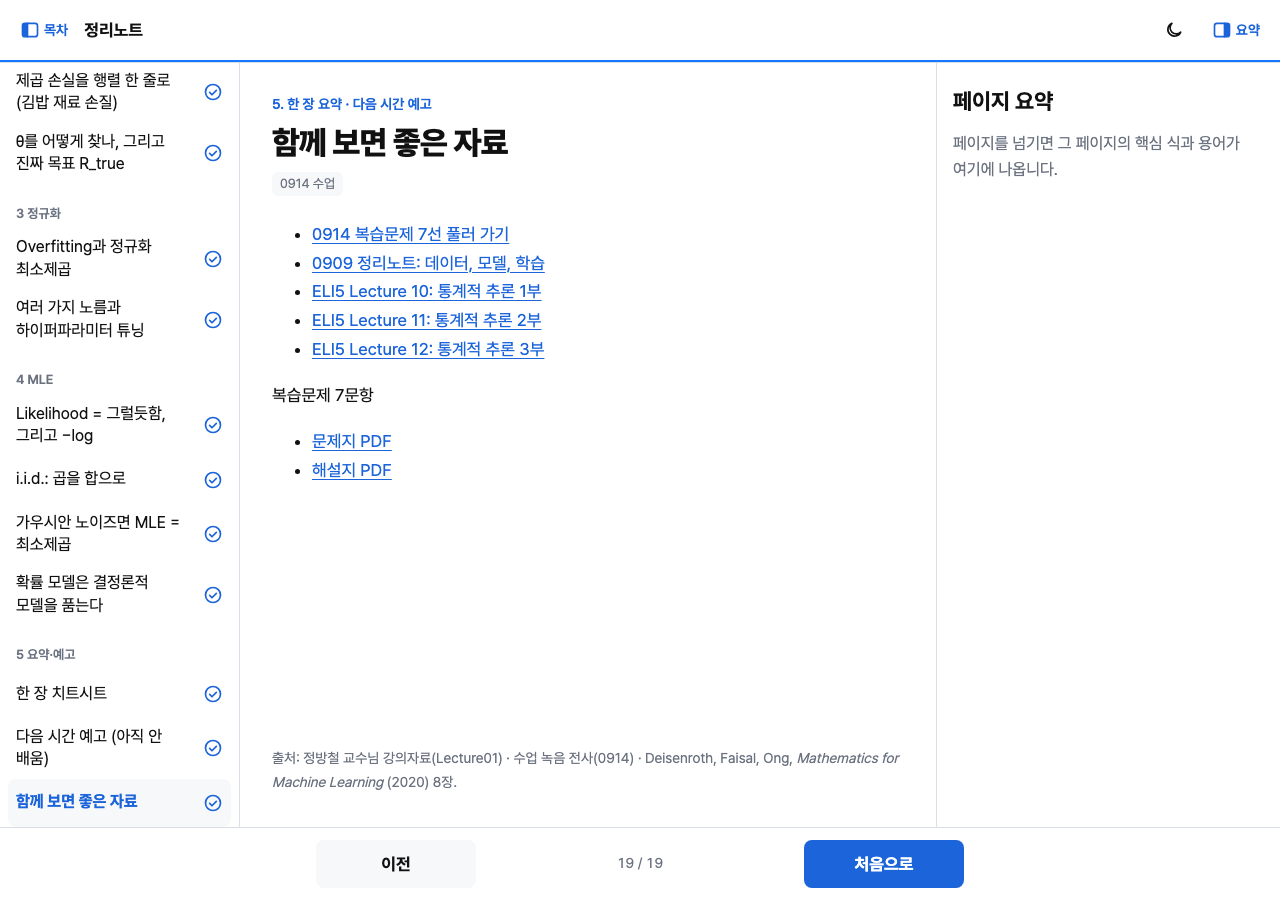 목차
정리노트
요약
제곱 손실을 행렬 한 줄로
(김밥 재료 손질)
θ를 어떻게 찾나, 그리고
진짜 목표 R_true
3 정규화
Overfitting과 정규화
최소제곱
여러 가지 노름과
하이퍼파라미터 튜닝
4 MLE
Likelihood = 그럴듯함,
그리고 −log
i.i.d.: 곱을 합으로
가우시안 노이즈면 MLE =
최소제곱
확률 모델은 결정론적
모델을 품는다
5 요약·예고
한 장 치트시트
다음 시간 예고 (아직 안
배움)
함께 보면 좋은 자료
5. 한 장 요약 · 다음 시간 예고
함께 보면 좋은 자료
0914 수업
• 0914 복습문제 7선 풀러 가기
• 0909 정리노트: 데이터, 모델, 학습
• ELI5 Lecture 10: 통계적 추론 1부
• ELI5 Lecture 11: 통계적 추론 2부
• ELI5 Lecture 12: 통계적 추론 3부
복습문제 7문항
• 문제지 PDF
• 해설지 PDF
출처: 정방철 교수님 강의자료(Lecture01) · 수업 녹음 전사(0914) · Deisenroth, Faisal, Ong, Mathematics for
Machine Learning (2020) 8장.
페이지 요약
페이지를 넘기면 그 페이지의 핵심 식과 용어가
여기에 나옵니다.
이전
19 / 19
처음으로